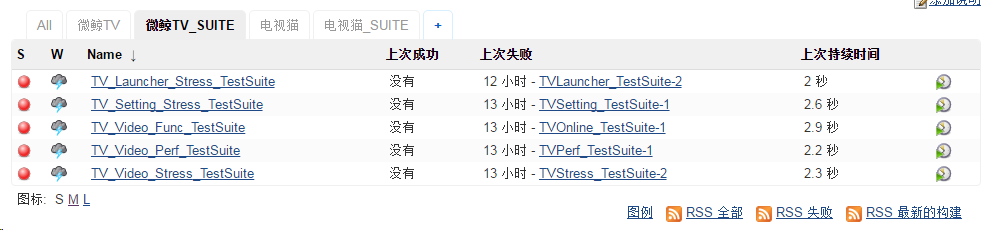 添加说明
All 微鲸TV 微鲸TV_SUITE 电视猫 电视猫_SUITE +
S W Name ↓ 上次成功 上次失败 上次持续时间
TV_Launcher_Stress_TestSuite 没有 12 小时 - TVLauncher_TestSuite-2 2 秒
TV_Setting_Stress_TestSuite 没有 13 小时 - TVSetting_TestSuite-1 2.6 秒
TV_Video_Func_TestSuite 没有 13 小时 - TVOnline_TestSuite-1 2.9 秒
TV_Video_Perf_TestSuite 没有 13 小时 - TVPerf_TestSuite-1 2.2 秒
TV_Video_Stress_TestSuite 没有 13 小时 - TVStress_TestSuite-2 2.3 秒
图标: S M L
图例 RSS 全部 RSS 失败 RSS 最新的构建